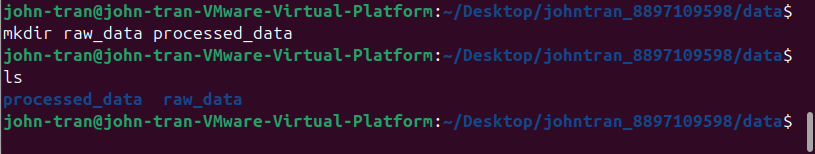 john-tran@john-tran-VMware-Virtual-Platform:~/Desktop/johntran_8897109598/data$
mkdir raw_data processed_data
john-tran@john-tran-VMware-Virtual-Platform:~/Desktop/johntran_8897109598/data$
ls
processed_data  raw_data
john-tran@john-tran-VMware-Virtual-Platform:~/Desktop/johntran_8897109598/data$